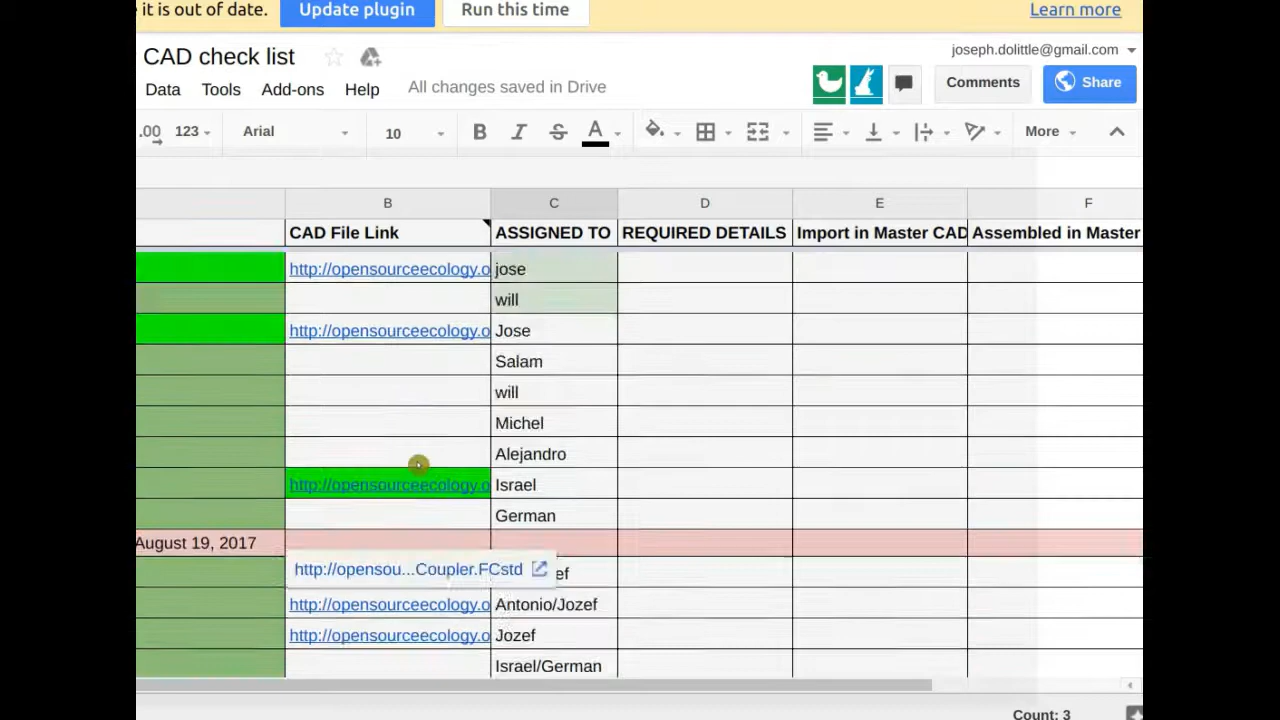 it is out of date.
Update plugin
Run this time
Learn more
CAD check list
joseph.dolittle@gmail.com
Data
Tools
Add-ons
Help
All changes saved in Drive
Comments
Share
.00
123
Arial
10
B
I
S
A
More
B
C
D
E
F
CAD File Link
ASSIGNED TO
REQUIRED DETAILS
Import in Master CAD
Assembled in Master
http://opensourceecology.o
jose
will
http://opensourceecology.o
Jose
Salam
will
Michel
Alejandro
http://opensourceecology.o
Israel
German
August 19, 2017
http://opensou...Coupler.FCstd
ef
http://opensourceecology.o
Antonio/Jozef
http://opensourceecology.o
Jozef
Israel/German
Count: 3